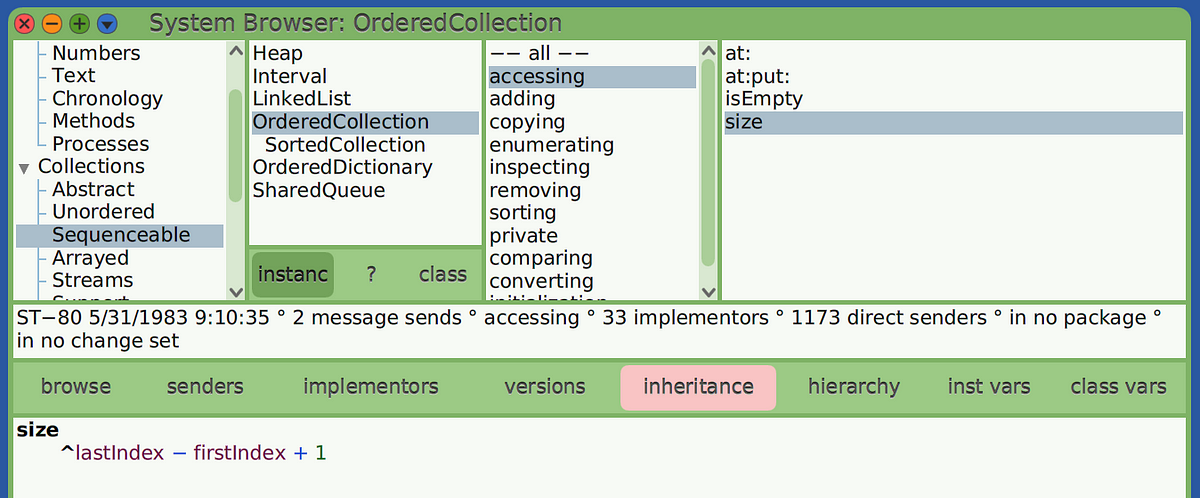 System Browser: OrderedCollection
Numbers
Text
Chronology
Methods
Processes
Collections
Abstract
Unordered
Sequenceable
Arrayed
Streams
Heap
Interval
LinkedList
OrderedCollection
SortedCollection
OrderedDictionary
SharedQueue
instanc ? class
−− all −−
accessing
adding
copying
enumerating
inspecting
removing
sorting
private
comparing
converting
at:
at:put:
isEmpty
size
ST−80 5/31/1983 9:10:35 ° 2 message sends ° accessing ° 33 implementors ° 1173 direct senders ° in no package °
in no change set
browse senders implementors versions inheritance hierarchy inst vars class vars
size
^lastIndex − firstIndex + 1